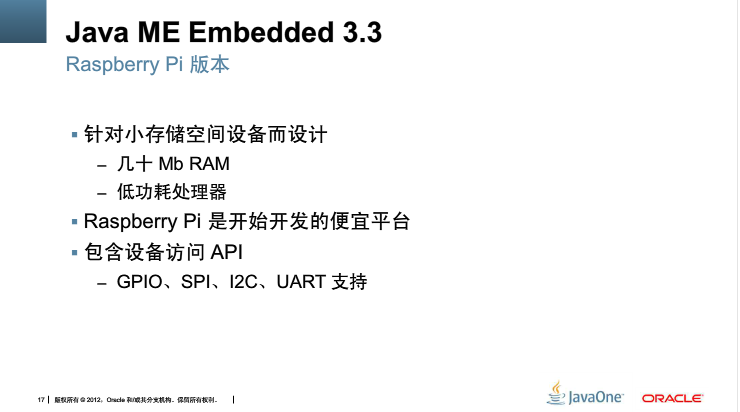 Java ME Embedded 3.3
Raspberry Pi 版本
▪ 针对小存储空间设备而设计
– 几十 Mb RAM
– 低功耗处理器
▪ Raspberry Pi 是开始开发的便宜平台
▪ 包含设备访问 API
– GPIO、SPI、I2C、UART 支持
17 | 版权所有 @ 2012，Oracle 和/或其分支机构。保留所有权利。 |
JavaOne™
ORACLE